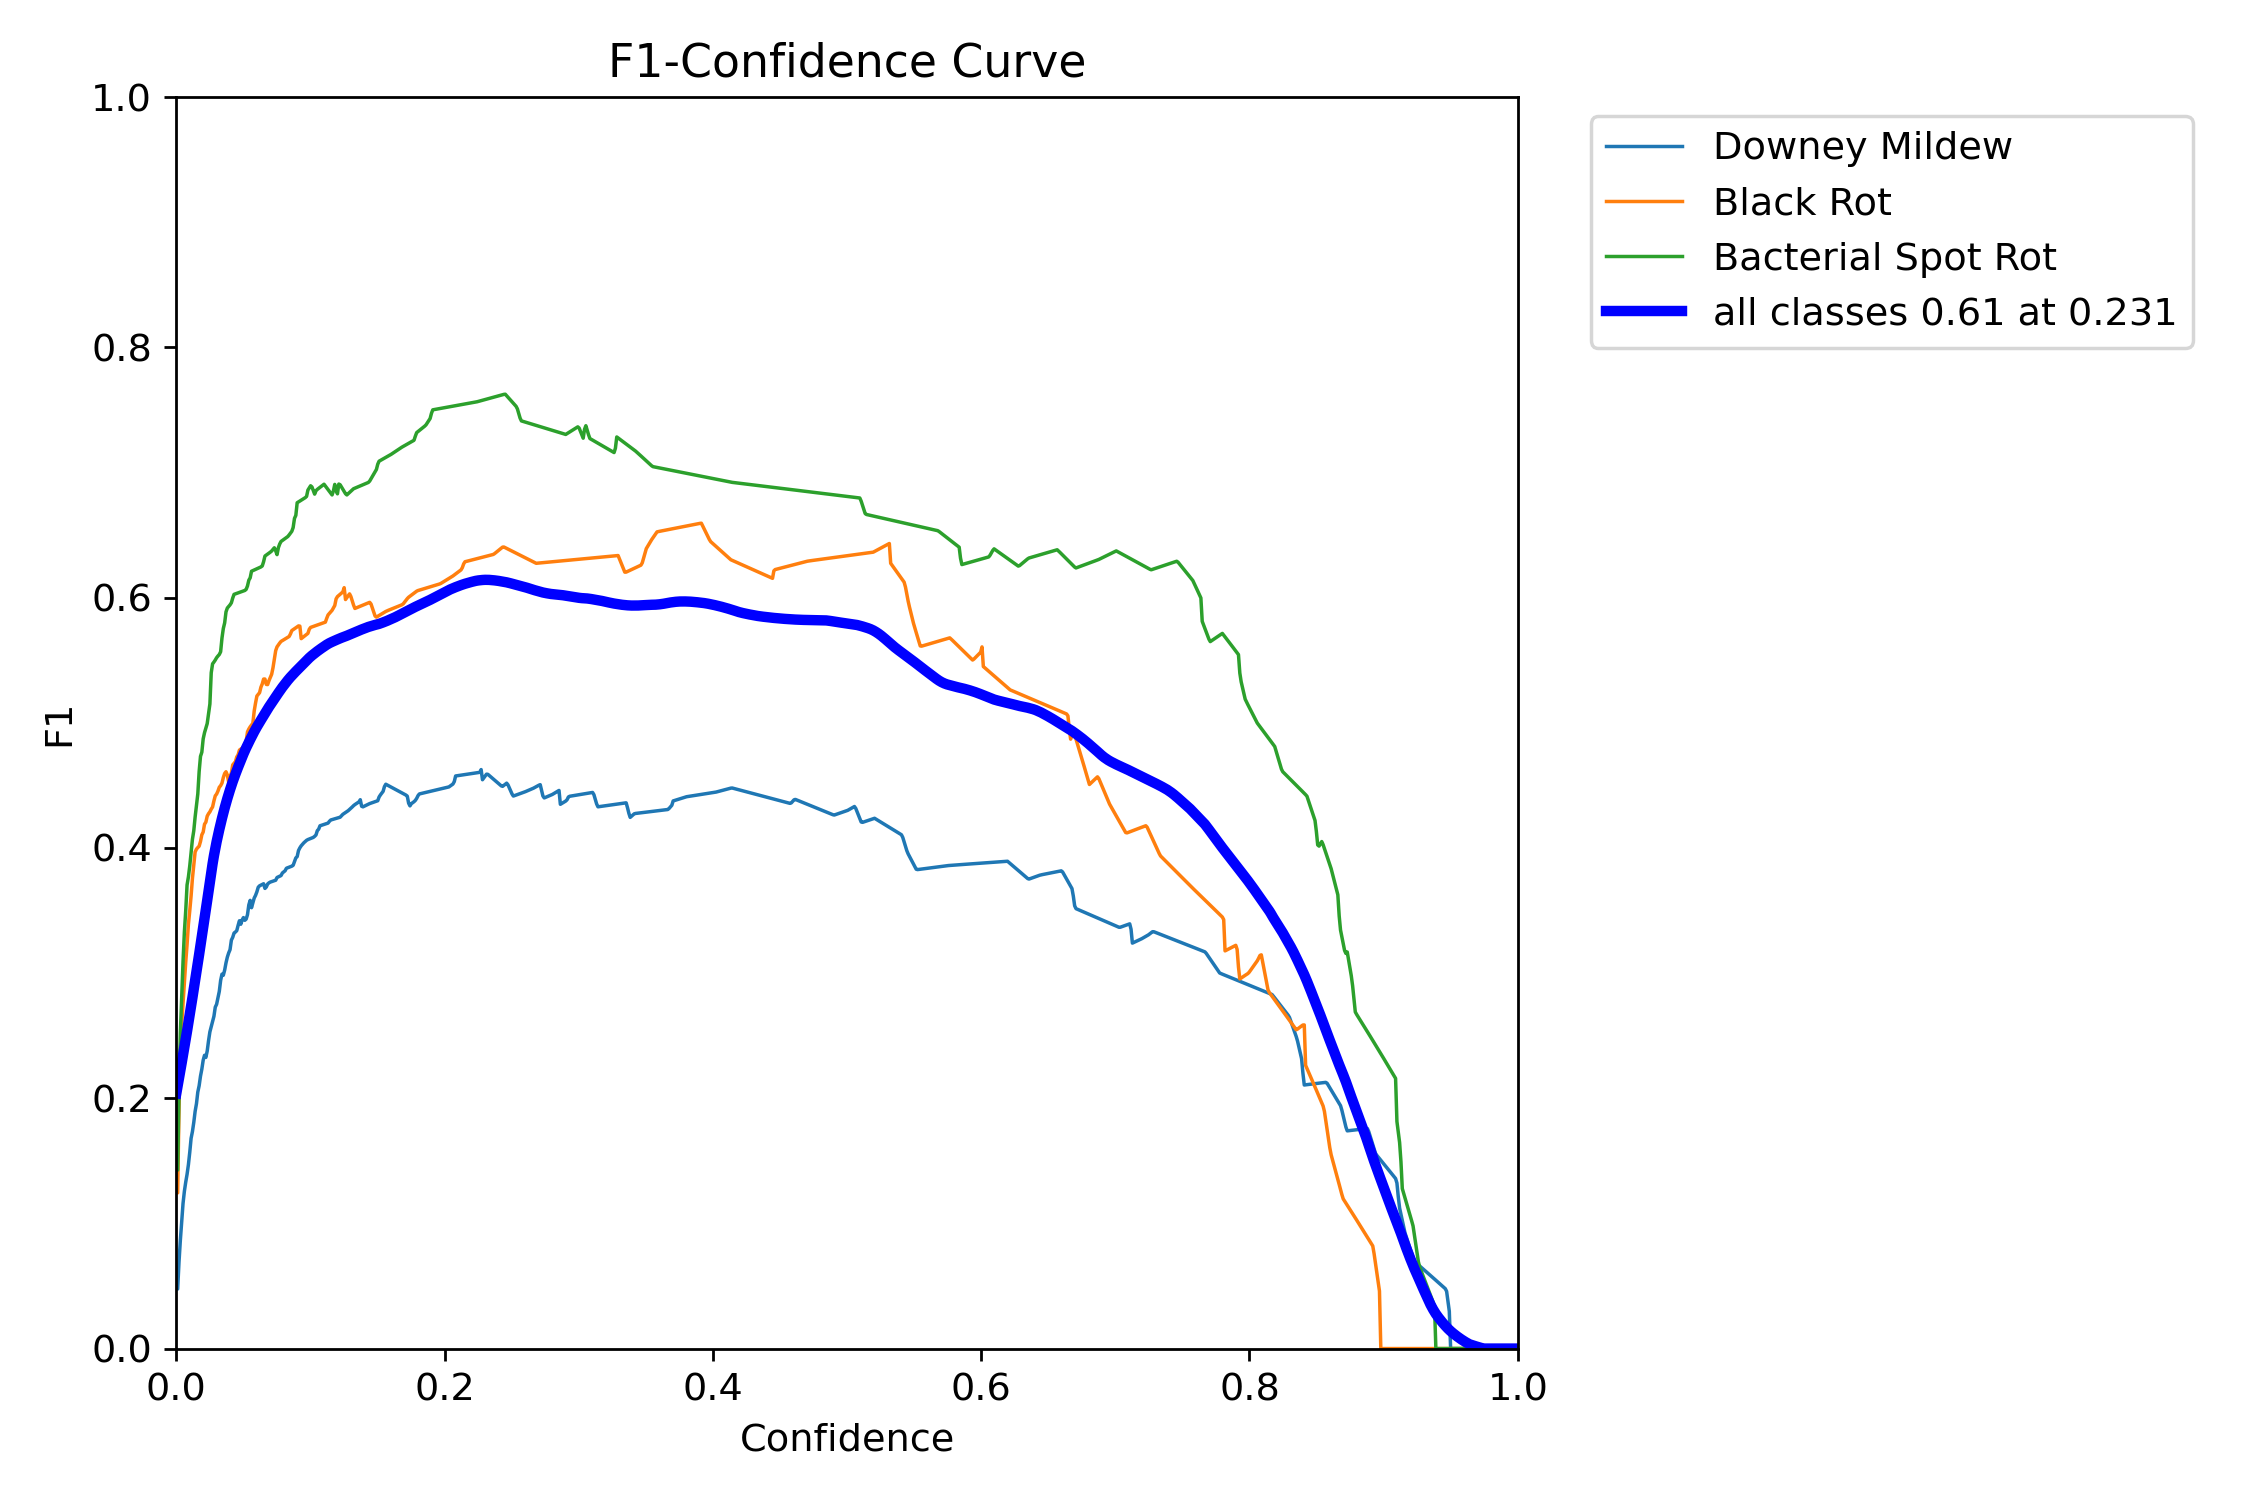 F1-Confidence Curve
1.0
0.8
0.6
0.4
0.2
0.0
F1
0.0 0.2 0.4 0.6 0.8 1.0
Confidence
Downey Mildew
Black Rot
Bacterial Spot Rot
all classes 0.61 at 0.231